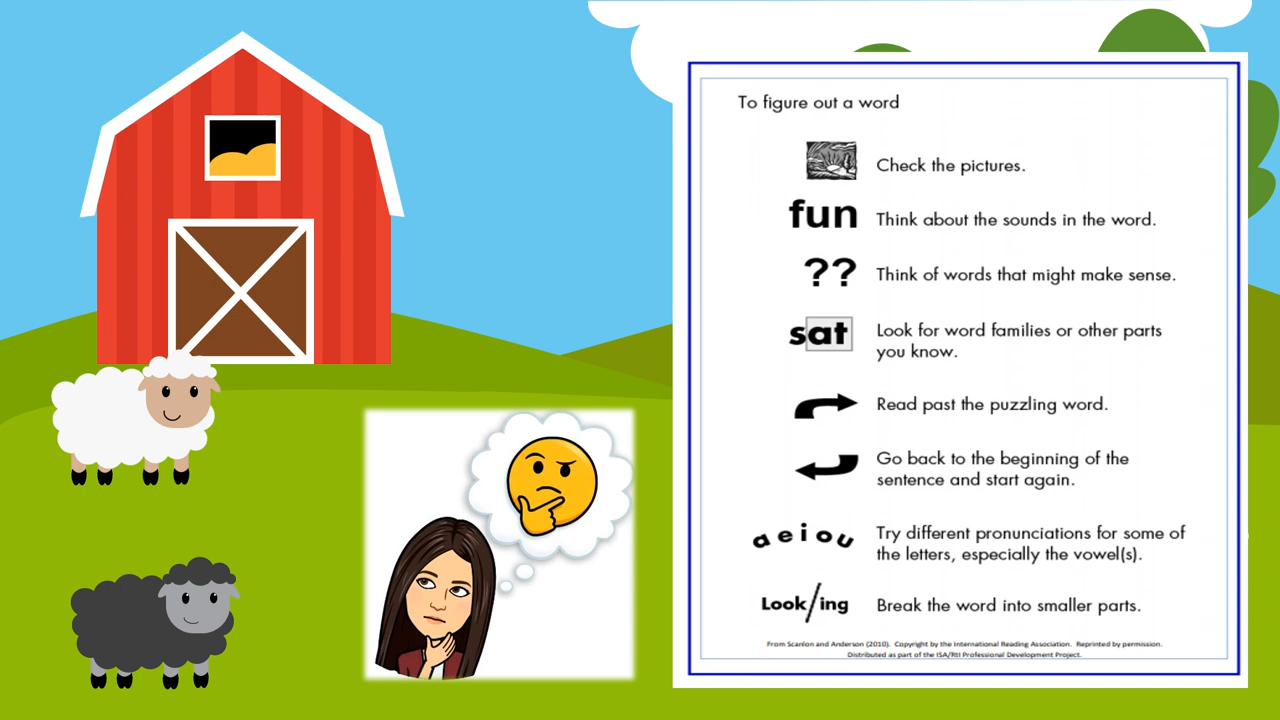 To figure out a word
Check the pictures.
fun Think about the sounds in the word.
?? Think of words that might make sense.
sat Look for word families or other parts
you know.
Read past the puzzling word.
Go back to the beginning of the
sentence and start again.
a e i o u Try different pronunciations for some of
the letters, especially the vowel(s).
Look/ing Break the word into smaller parts.
From Scanlon and Anderson (2010). Copyright by the International Reading Association. Reprinted by permission.
Distributed as part of the ISA/RtI Professional Development Project.